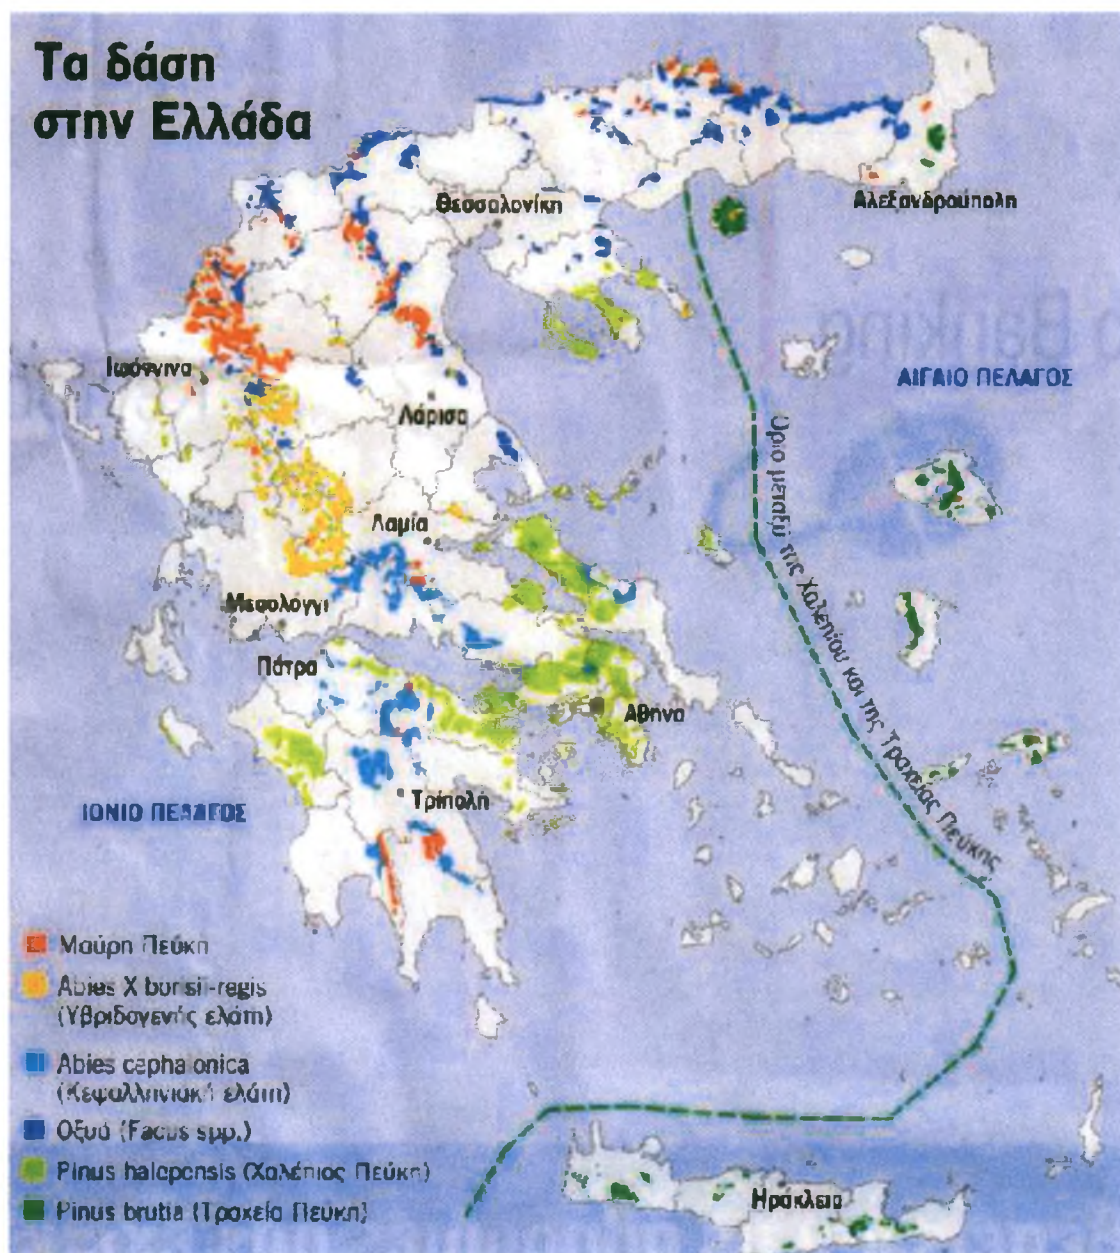 Τα δάση
στην Ελλάδα
Θεσσαλονίκη
Αλεξανδρούπολη
Ιωάννινα
Λάρισα
ΑΙΓΑΙΟ ΠΕΛΑΓΟΣ
Όριο μεταξύ της Χαλεπίου και της Τραχείας Πεύκης
Λαμία
Μεσολόγγι
Πάτρα
Αθήνα
Τρίπολη
ΙΟΝΙΟ ΠΕΛΑΓΟΣ
Μαύρη Πεύκη
Abies X borisii-regis
(Υβριδογενής ελάτη)
Abies cephalonica
(Κεφαλληνιακή ελάτη)
Οξυά (Facus spp.)
Pinus halepensis (Χαλέπιος Πεύκη)
Pinus brutia (Τραχεία Πεύκη)
Ηράκλειο
Banking